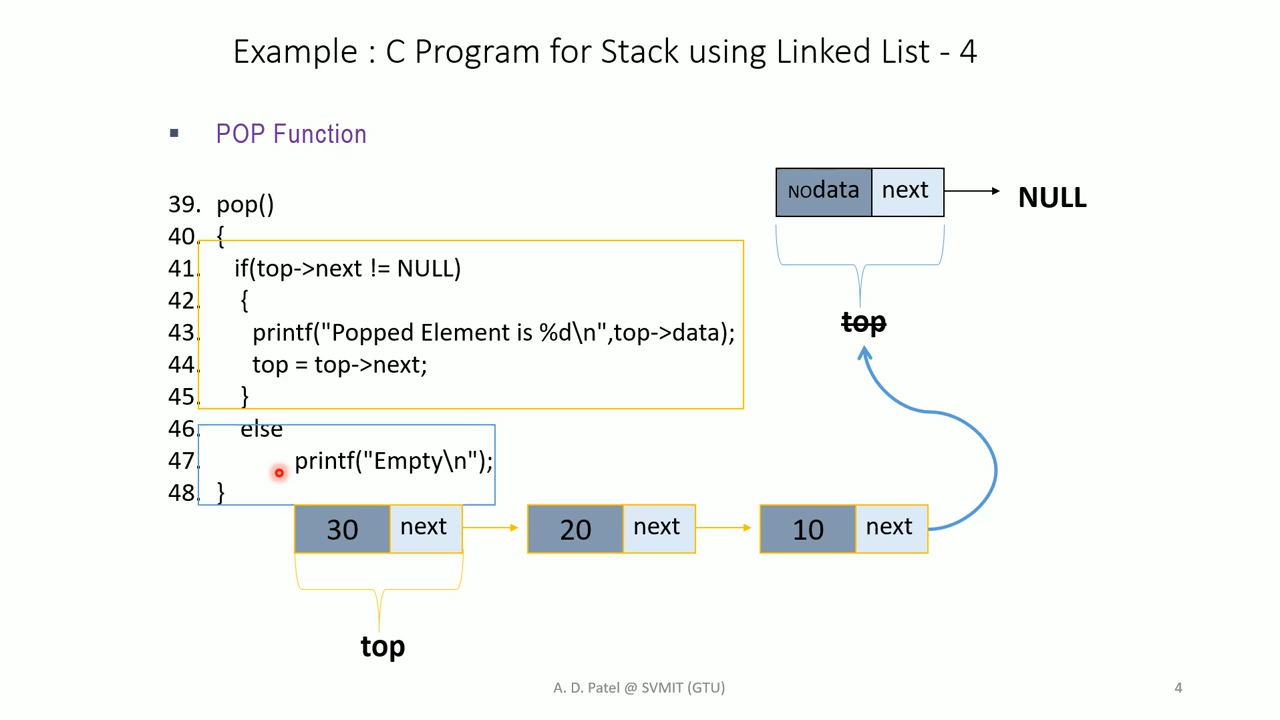 Example : C Program for Stack using Linked List - 4
▪ POP Function
39. pop()
40. {
41. if(top->next != NULL)
42. {
43. printf("Popped Element is %d\n",top->data);
44. top = top->next;
45. }
46. else
47. printf("Empty\n");
48. }
NOdata next NULL
top
30 next 20 next 10 next
top
A. D. Patel @ SVMIT (GTU) 4